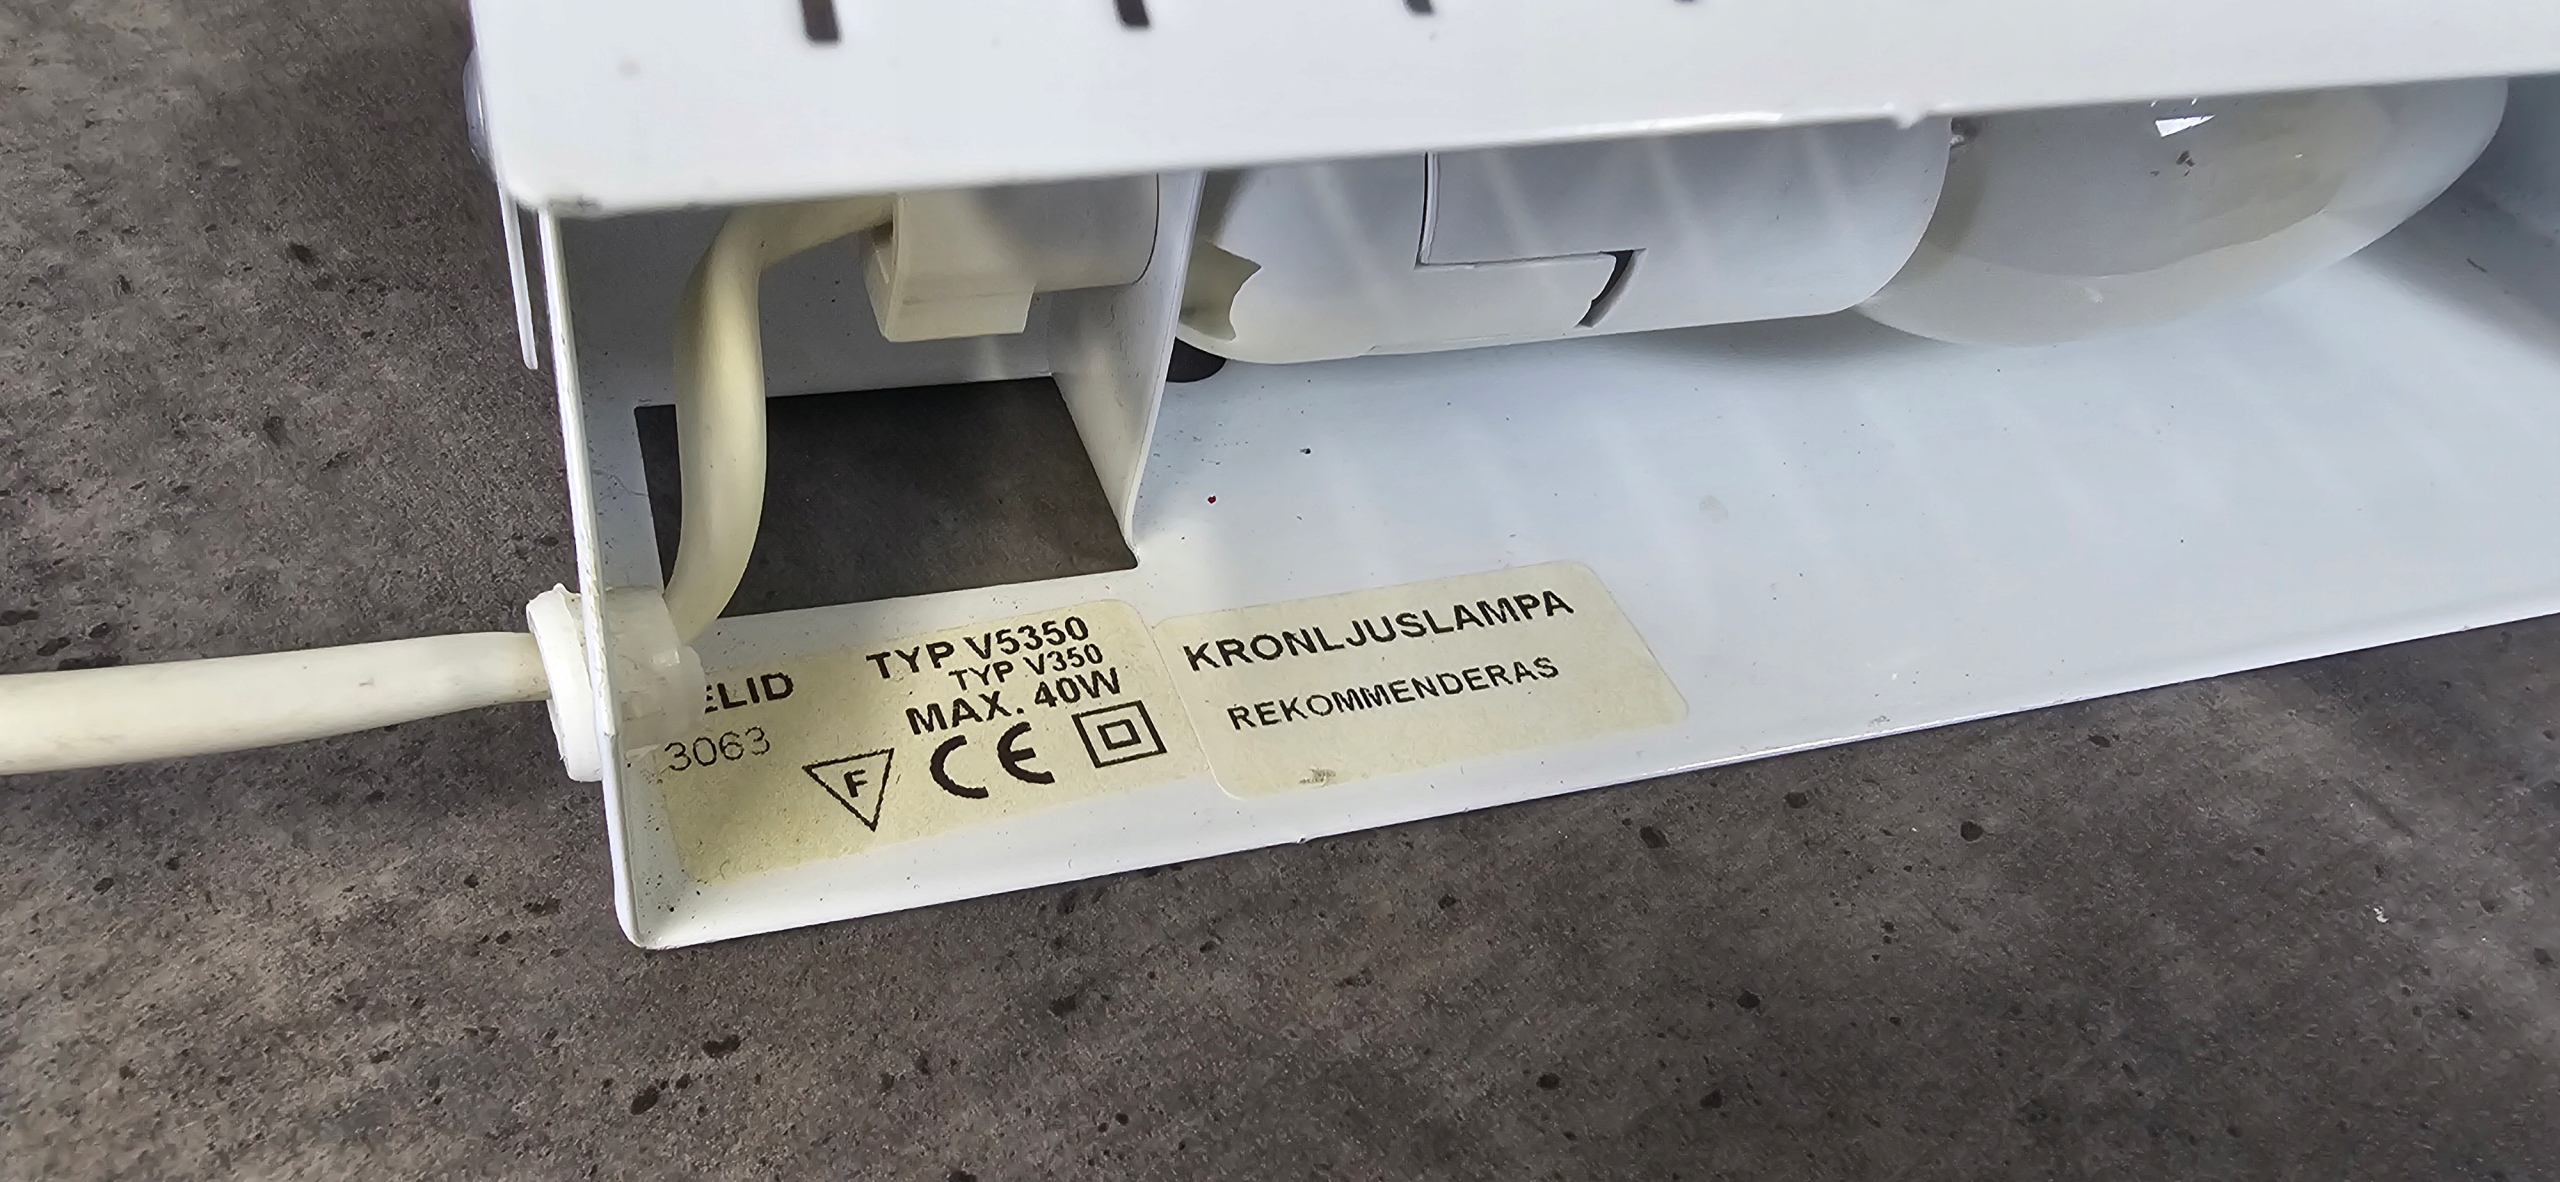 ELID
3063
TYP V5350
TYP V350
MAX. 40W
F
CE
KRONLJUSLAMPA
REKOMMENDERAS